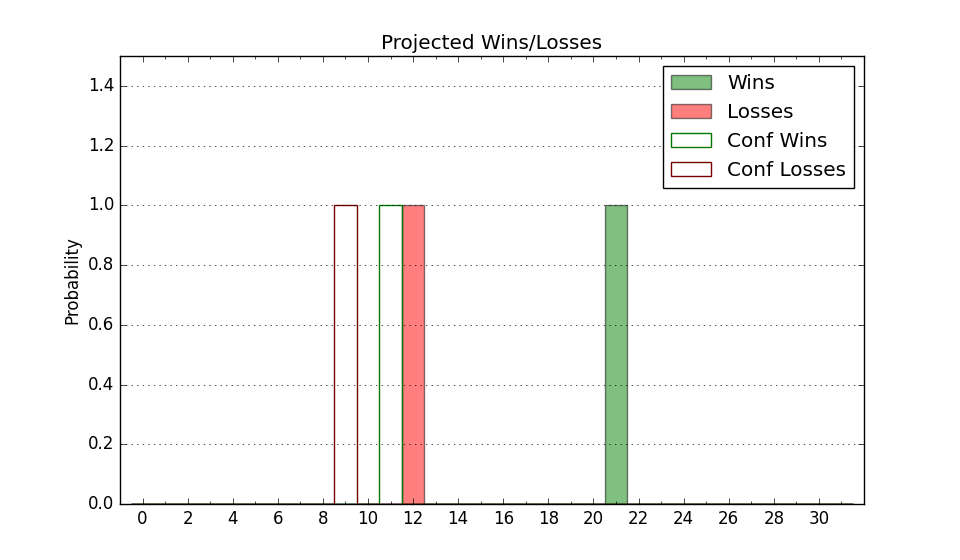 Projected Wins/Losses
1.4
1.2
1.0
0.8
0.6
0.4
0.2
0.0
Probability
Wins
Losses
Conf Wins
Conf Losses
0 2 4 6 8 10 12 14 16 18 20 22 24 26 28 30